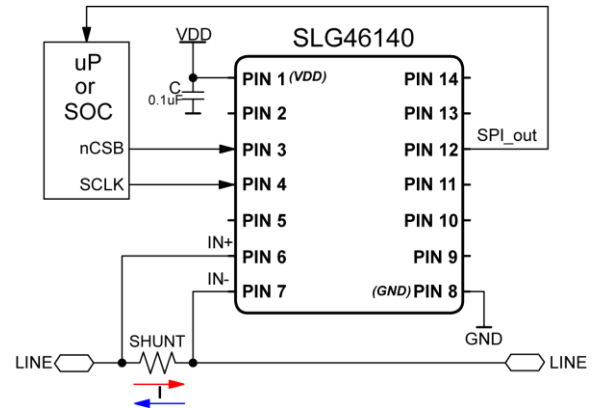 VDD
SLG46140
uP
or
SOC
nCSB
SCLK
C
0.1uF
PIN 1 (VDD)
PIN 2
PIN 3
PIN 4
PIN 5
PIN 6
PIN 7
PIN 14
PIN 13
PIN 12
PIN 11
PIN 10
PIN 9
(GND) PIN 8
SPI_out
IN+
IN-
GND
LINE
SHUNT
I
LINE